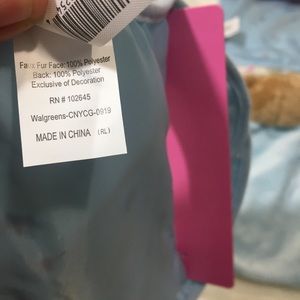 Faux Fur Face: 100% Polyester
Back: 100% Polyester
Exclusive of Decoration
RN # 102645
Walgreens-CNYCG-0919
MADE IN CHINA (RL)